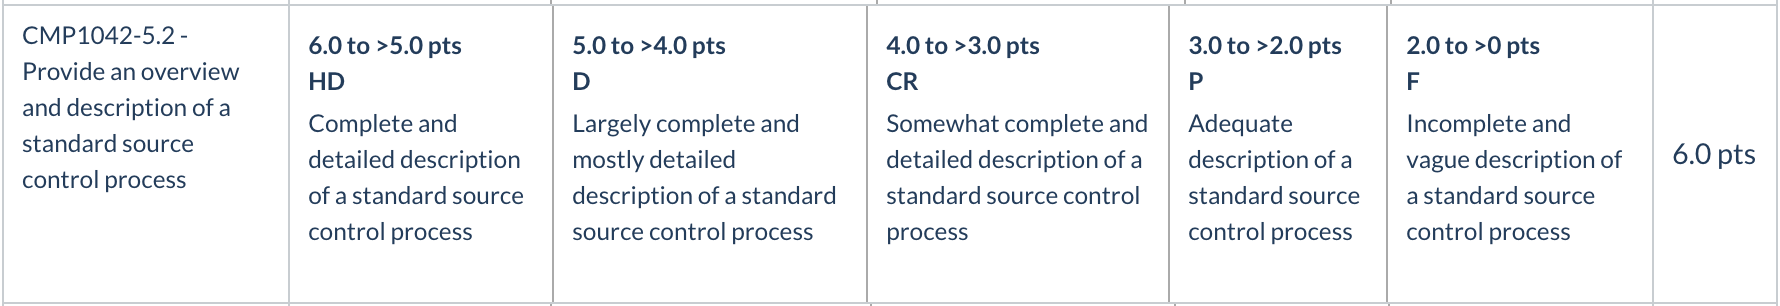 CMP1042-5.2 -
Provide an overview
and description of a
standard source
control process
6.0 to >5.0 pts
HD
Complete and
detailed description
of a standard source
control process
5.0 to >4.0 pts
D
Largely complete and
mostly detailed
description of a standard
source control process
4.0 to >3.0 pts
CR
Somewhat complete and
detailed description of a
standard source control
process
3.0 to >2.0 pts
P
Adequate
description of a
standard source
control process
2.0 to >0 pts
F
Incomplete and
vague description of
a standard source
control process
6.0 pts